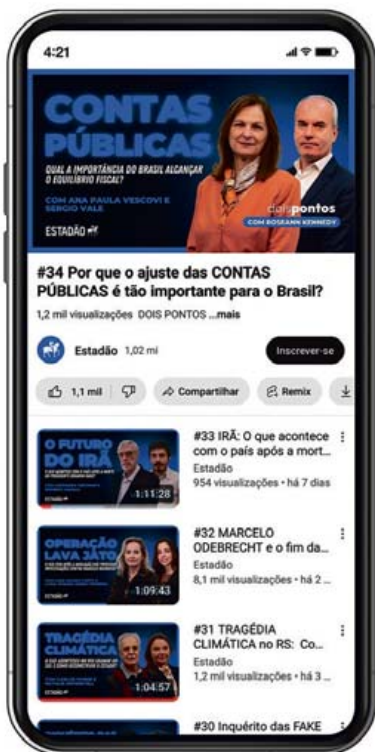 4:21
CONTAS
PÚBLICAS
QUAL A IMPORTÂNCIA DO BRASIL ALCANÇAR
O EQUILÍBRIO FISCAL?
COM ANA PAULA VESCOVI E
SERGIO VALE
ESTADÃO
doispontos
COM ROSEANN KENNEDY
#34 Por que o ajuste das CONTAS
PÚBLICAS é tão importante para o Brasil?
1,2 mil visualizações DOIS PONTOS ...mais
Estadão 1,02 mi
Inscrever-se
1,1 mil
Compartilhar
Remix
O FUTURO
DO IRÃ
1:11:28
#33 IRÃ: O que acontece
com o país após a mort...
Estadão
954 visualizações • há 7 dias
OPERAÇÃO
LAVA JATO
ESTADÃO
1:09:43
#32 MARCELO
ODEBRECHT e o fim da...
Estadão
8,1 mil visualizações • há 2 ...
TRAGÉDIA
CLIMÁTICA
ESTADÃO
1:04:57
#31 TRAGÉDIA
CLIMÁTICA no RS: Co...
Estadão
1,2 mil visualizações • há 3 ...
#30 Inquérito das FAKE